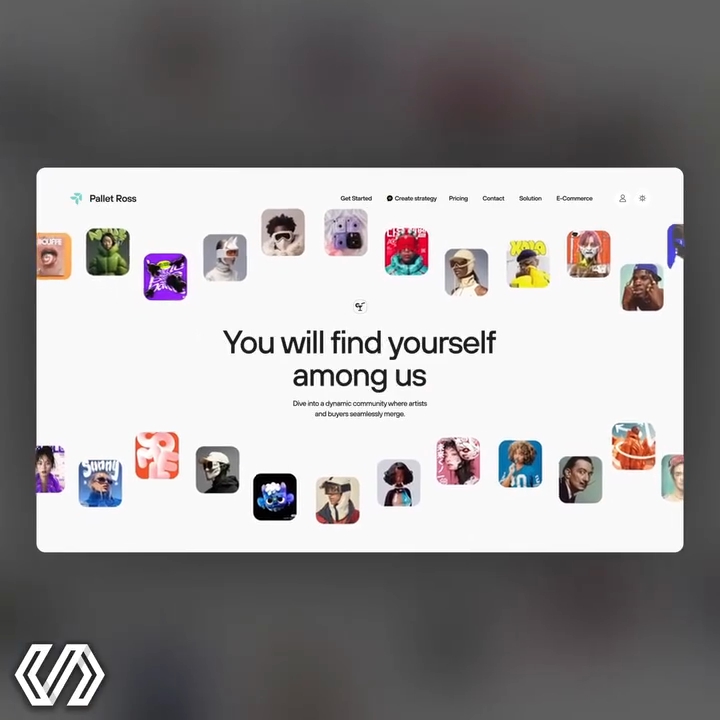 Pallet Ross
Get Started
Create strategy
Pricing
Contact
Solution
E-Commerce
You will find yourself
among us
Dive into a dynamic community where artists
and buyers seamlessly merge.
Sunny